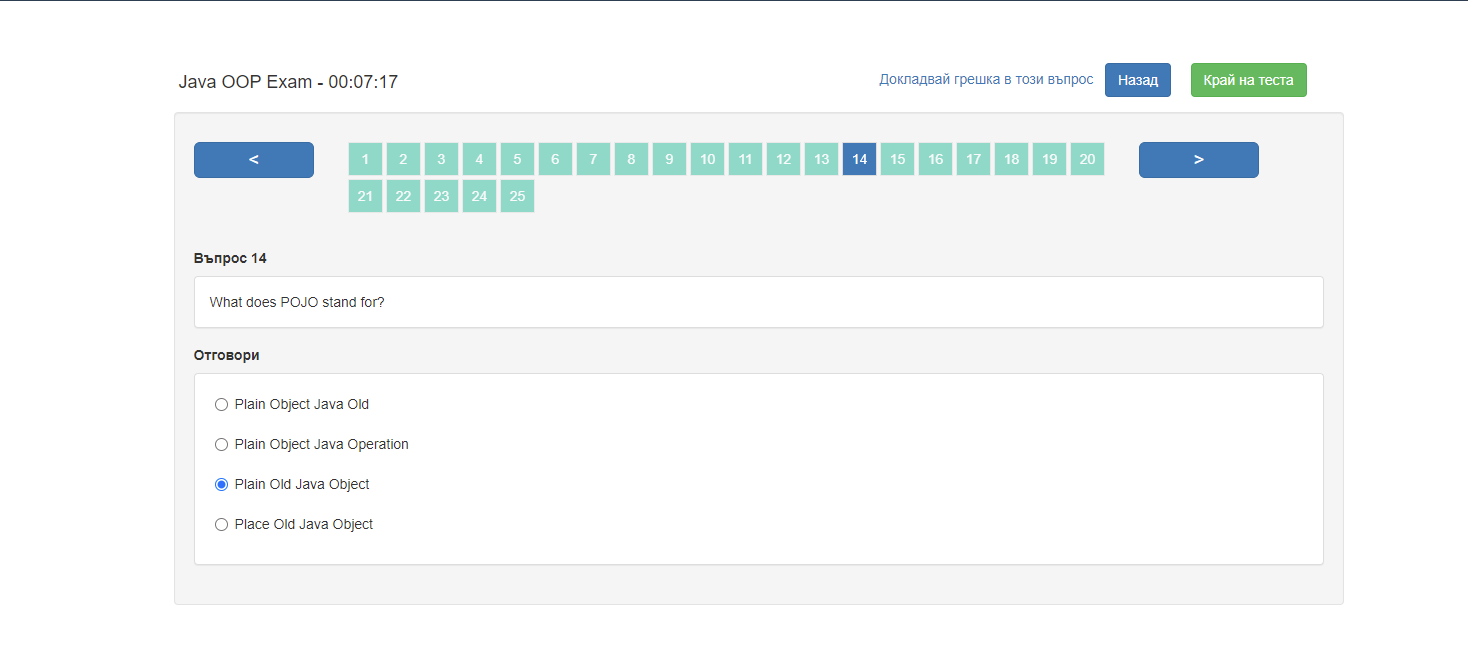 Java OOP Exam - 00:07:17
Докладвай грешка в този въпрос
Назад
Край на теста
<
1 2 3 4 5 6 7 8 9 10 11 12 13 14 15 16 17 18 19 20
>
21 22 23 24 25
Въпрос 14
What does POJO stand for?
Отговори
Plain Object Java Old
Plain Object Java Operation
Plain Old Java Object
Place Old Java Object